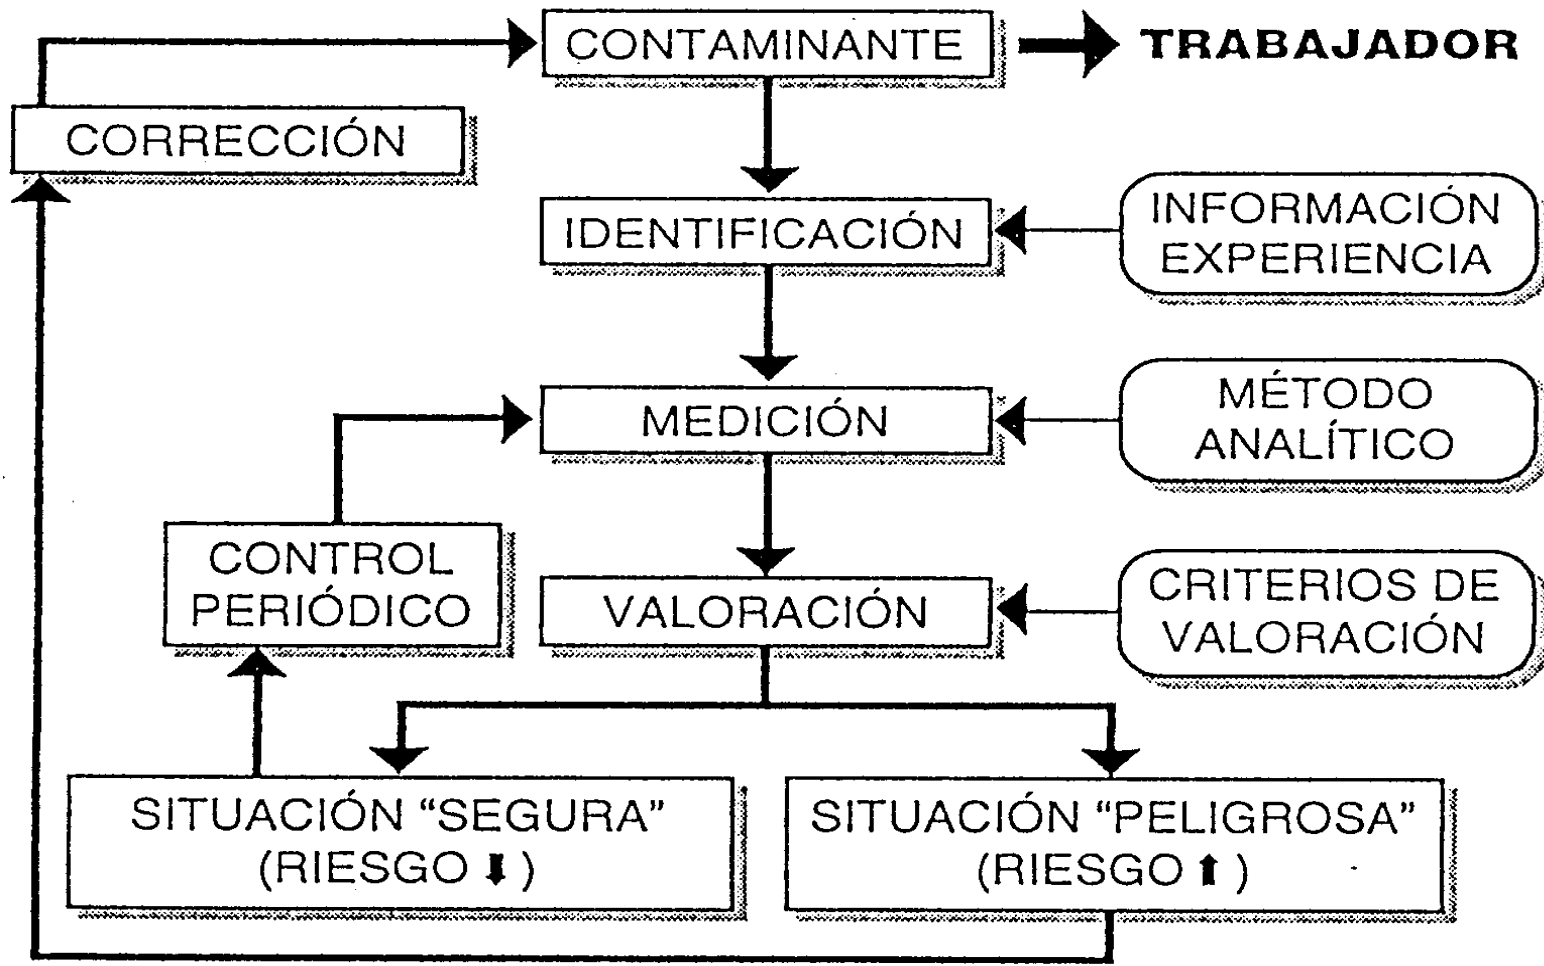 CONTAMINANTE
TRABAJADOR
CORRECCIÓN
IDENTIFICACIÓN
INFORMACIÓN
EXPERIENCIA
MEDICIÓN
MÉTODO
ANALÍTICO
CONTROL
PERIÓDICO
VALORACIÓN
CRITERIOS DE
VALORACIÓN
SITUACIÓN “SEGURA”
(RIESGO ⬇)
SITUACIÓN “PELIGROSA”
(RIESGO ⬆)